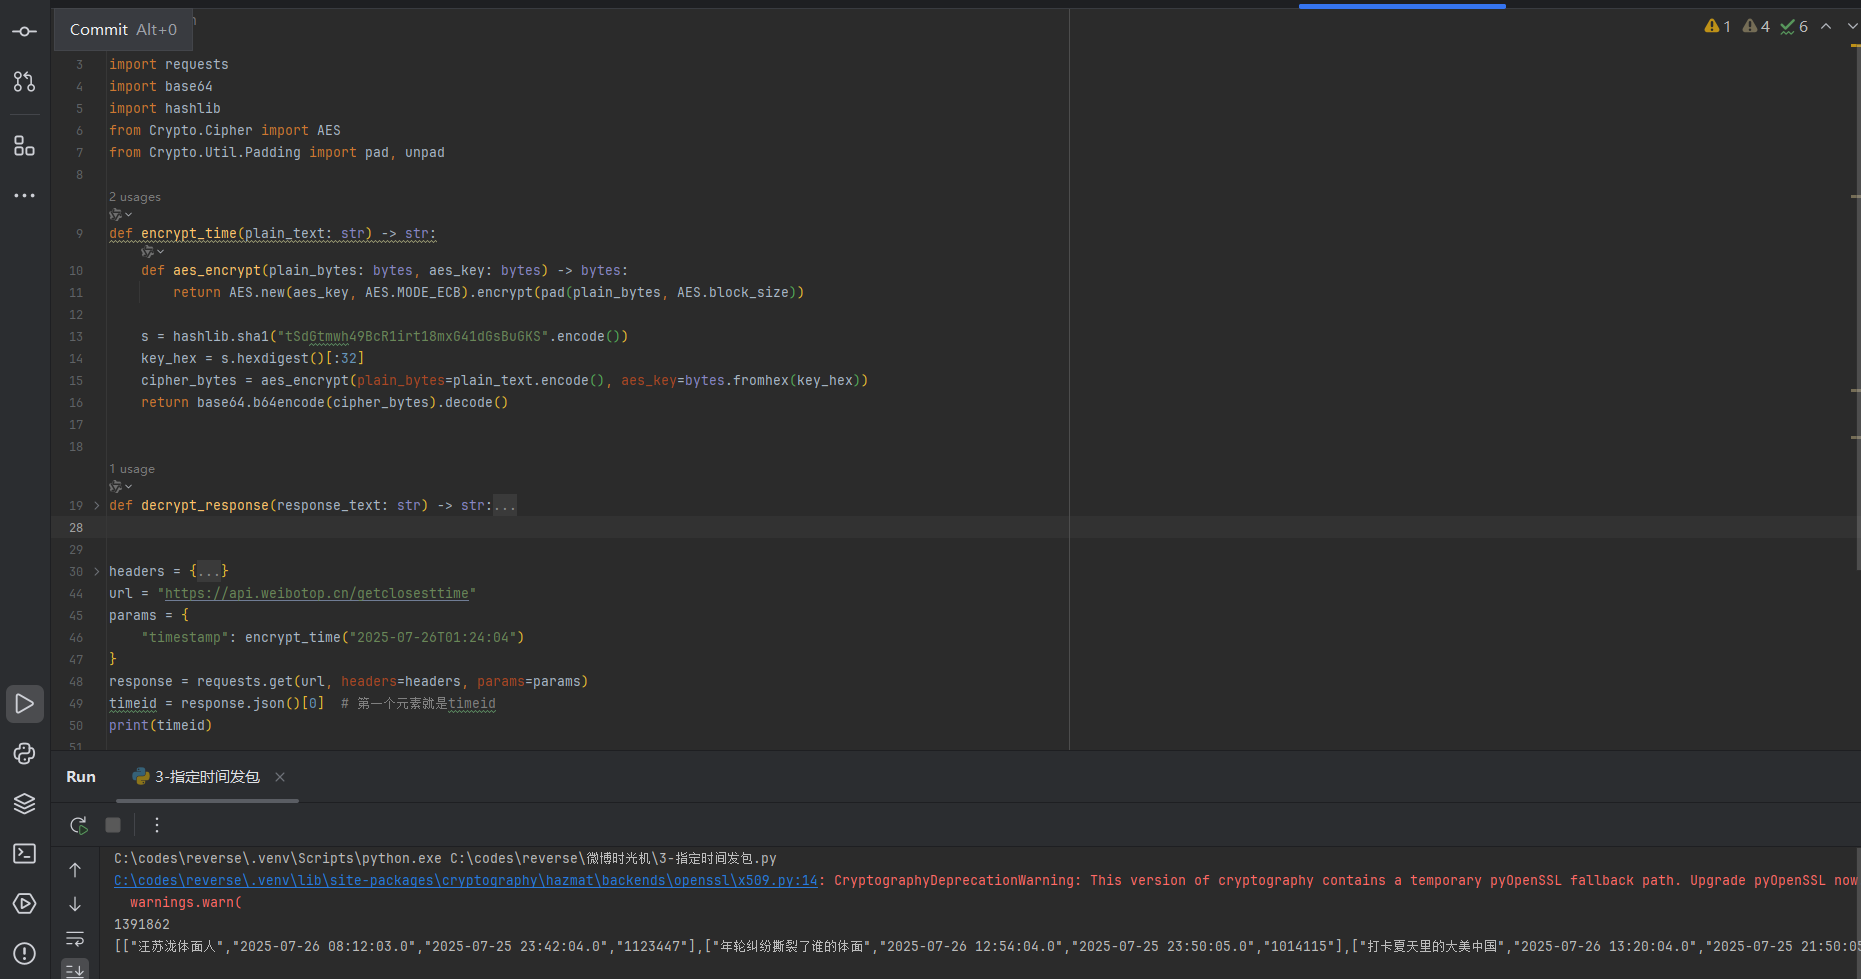 Commit Alt+0
1 4 6
3 import requests
4 import base64
5 import hashlib
6 from Crypto.Cipher import AES
7 from Crypto.Util.Padding import pad, unpad
8
2 usages
9 def encrypt_time(plain_text: str) -> str:
10 def aes_encrypt(plain_bytes: bytes, aes_key: bytes) -> bytes:
11 return AES.new(aes_key, AES.MODE_ECB).encrypt(pad(plain_bytes, AES.block_size))
12
13 s = hashlib.sha1("tSdGtmwh49BcR1irt18mxG41dGsBuGKS".encode())
14 key_hex = s.hexdigest()[:32]
15 cipher_bytes = aes_encrypt(plain_bytes=plain_text.encode(), aes_key=bytes.fromhex(key_hex))
16 return base64.b64encode(cipher_bytes).decode()
17
18
1 usage
19 def decrypt_response(response_text: str) -> str:...
28
29
30 headers = {...}
44 url = "https://api.weibotop.cn/getclosesttime"
45 params = {
46 "timestamp": encrypt_time("2025-07-26T01:24:04")
47 }
48 response = requests.get(url, headers=headers, params=params)
49 timeid = response.json()[0] # 第一个元素就是timeid
50 print(timeid)
51
Run 3-指定时间发包
C:\codes\reverse\.venv\Scripts\python.exe C:\codes\reverse\微博时光机\3-指定时间发包.py
C:\codes\reverse\.venv\lib\site-packages\cryptography\hazmat\backends\openssl\x509.py:14: CryptographyDeprecationWarning: This version of cryptography contains a temporary pyOpenSSL fallback path. Upgrade pyOpenSSL now
warnings.warn(
1391862
[["汪苏泷体面人","2025-07-26 08:12:03.0","2025-07-25 23:42:04.0","1123447"],["年轮纠纷撕裂了谁的体面","2025-07-26 12:54:04.0","2025-07-25 23:50:05.0","1014115"],["打卡夏天里的大美中国","2025-07-26 13:20:04.0","2025-07-25 21:50:05